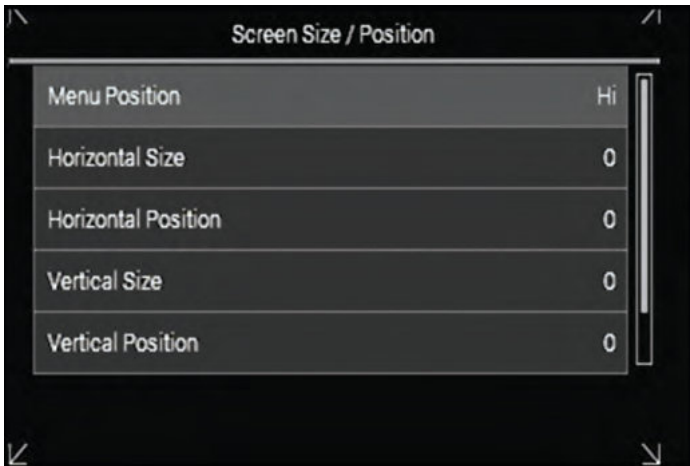 Screen Size / Position
Menu Position Hi
Horizontal Size 0
Horizontal Position 0
Vertical Size 0
Vertical Position 0